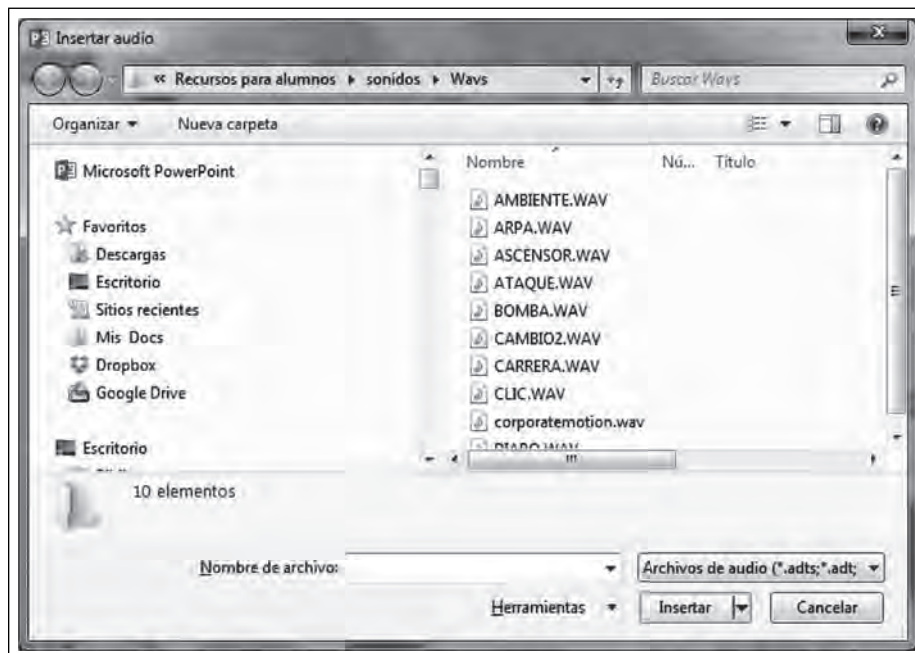 Insertar audio
« Recursos para alumnos ▸ sonidos ▸ Wavs
Buscar Wavs
Organizar ▾ Nueva carpeta
Microsoft PowerPoint
Favoritos
Descargas
Escritorio
Sitios recientes
Mis Docs
Dropbox
Google Drive
Escritorio
Nombre Nú... Título
AMBIENTE.WAV
ARPA.WAV
ASCENSOR.WAV
ATAQUE.WAV
BOMBA.WAV
CAMBIO2.WAV
CARRERA.WAV
CLIC.WAV
corporatemotion.wav
10 elementos
Nombre de archivo:
Archivos de audio (*.adts;*.adt;
Herramientas
Insertar
Cancelar